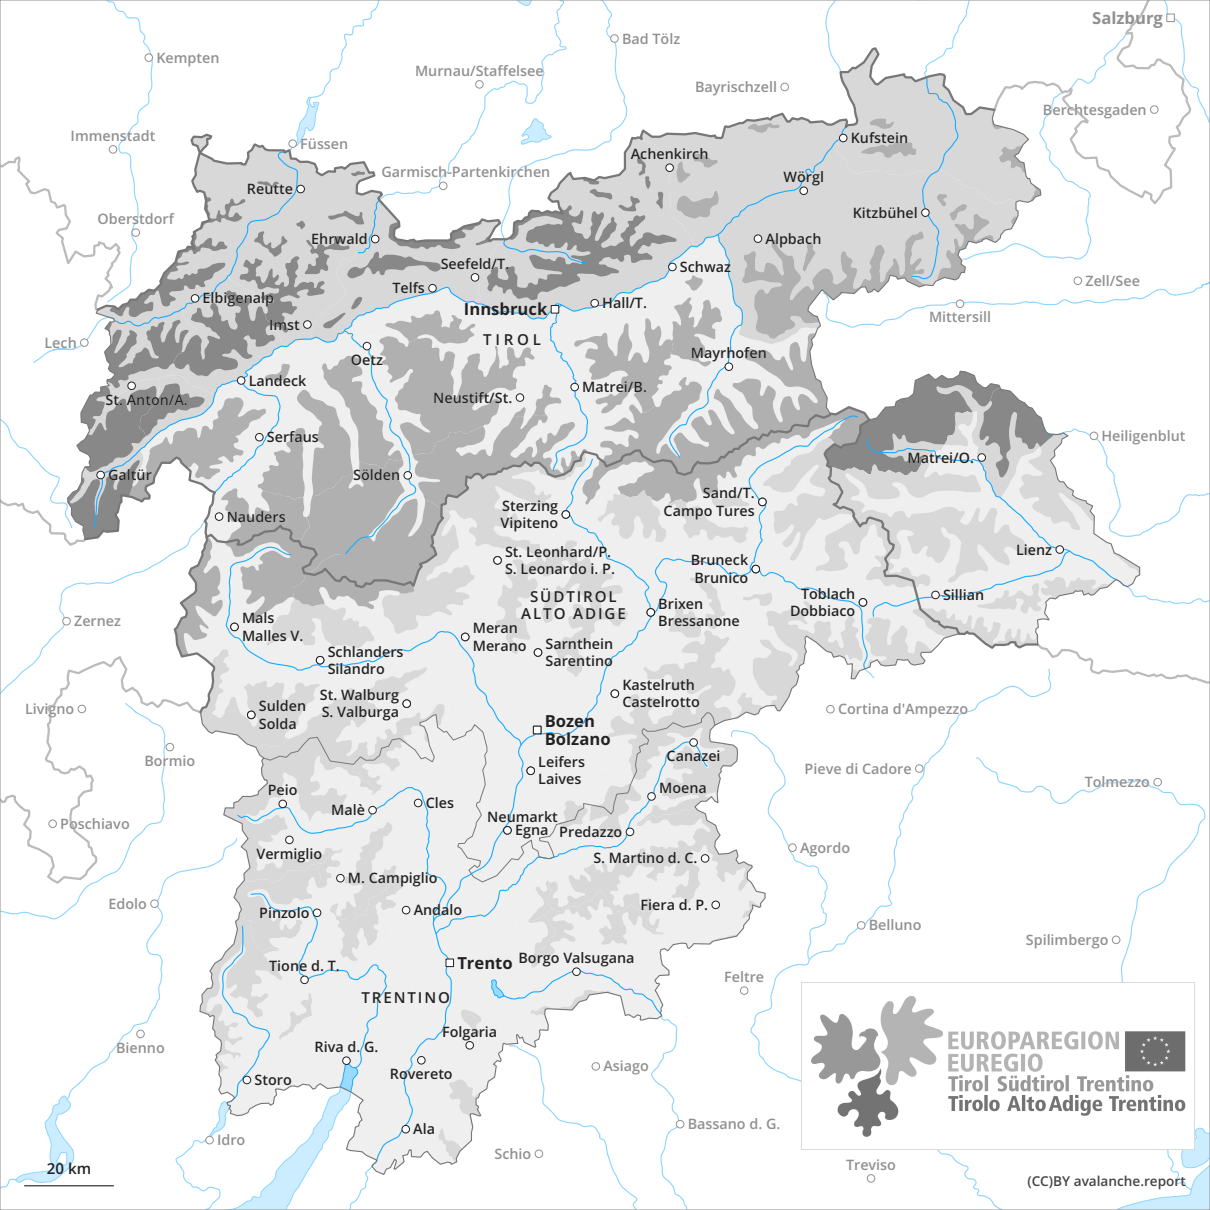 Salzburg
Bad Tölz
Kempten
Murnau/Staffelsee
Bayrischzell
Berchtesgaden
Immenstadt
Füssen
Kufstein
Achenkirch
Garmisch-Partenkirchen
Wörgl
Reutte
Oberstdorf
Kitzbühel
Ehrwald
Alpbach
Seefeld/T.
Schwaz
Zell/See
Telfs
Elbigenalp
Innsbruck
Hall/T.
Mittersill
Imst
TIROL
Lech
Oetz
Mayrhofen
Landeck
Matrei/B.
St. Anton/A.
Neustift/St.
Serfaus
Heiligenblut
Matrei/O.
Galtür
Sölden
Sand/T.
Campo Tures
Sterzing
Vipiteno
Nauders
St. Leonhard/P.
S. Leonardo i. P.
Bruneck
Brunico
Lienz
SÜDTIROL
ALTO ADIGE
Toblach
Dobbiaco
Sillian
Brixen
Bressanone
Zernez
Mals
Malles V.
Meran
Merano
Sarnthein
Sarentino
Schlanders
Silandro
Kastelruth
Castelrotto
St. Walburg
S. Valburga
Sulden
Solda
Livigno
Cortina d'Ampezzo
Bozen
Bolzano
Bormio
Canazei
Leifers
Laives
Pieve di Cadore
Tolmezzo
Peio
Moena
Malè
Cles
Neumarkt
Egna
Predazzo
Poschiavo
Vermiglio
Agordo
S. Martino d. C.
M. Campiglio
Edolo
Pinzolo
Andalo
Fiera d. P.
Belluno
Spilimbergo
Trento
Borgo Valsugana
Tione d. T.
Feltre
TRENTINO
Folgaria
Bienno
Riva d. G.
Rovereto
Asiago
Storo
EUROPAREGION
EUREGIO
Tirol Südtirol Trentino
Tirolo Alto Adige Trentino
Ala
Bassano d. G.
Idro
Schio
Treviso
20 km
(CC)BY avalanche.report